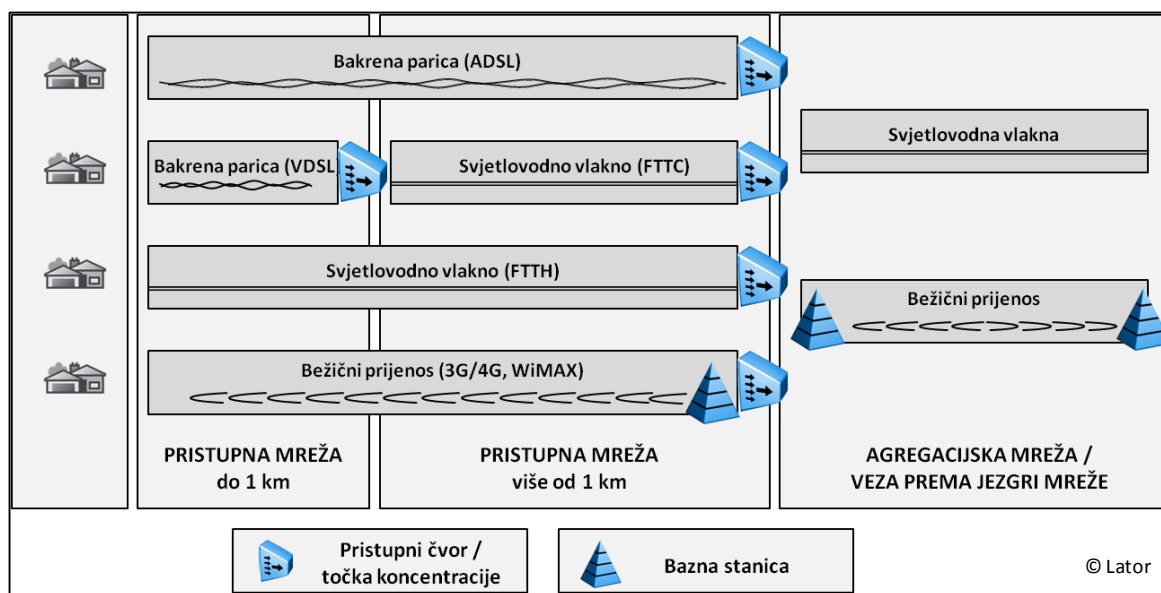 Bakrena parica (ADSL)
Svjetlovodna vlakna
Bakrena parica (VDSL)
Svjetlovodno vlakno (FTTC)
Svjetlovodno vlakno (FTTH)
Bežični prijenos
Bežični prijenos (3G/4G, WiMAX)
PRISTUPNA MREŽA
do 1 km
PRISTUPNA MREŽA
više od 1 km
AGREGACIJSKA MREŽA /
VEZA PREMA JEZGRI MREŽE
Pristupni čvor /
točka koncentracije
Bazna stanica
© Lator